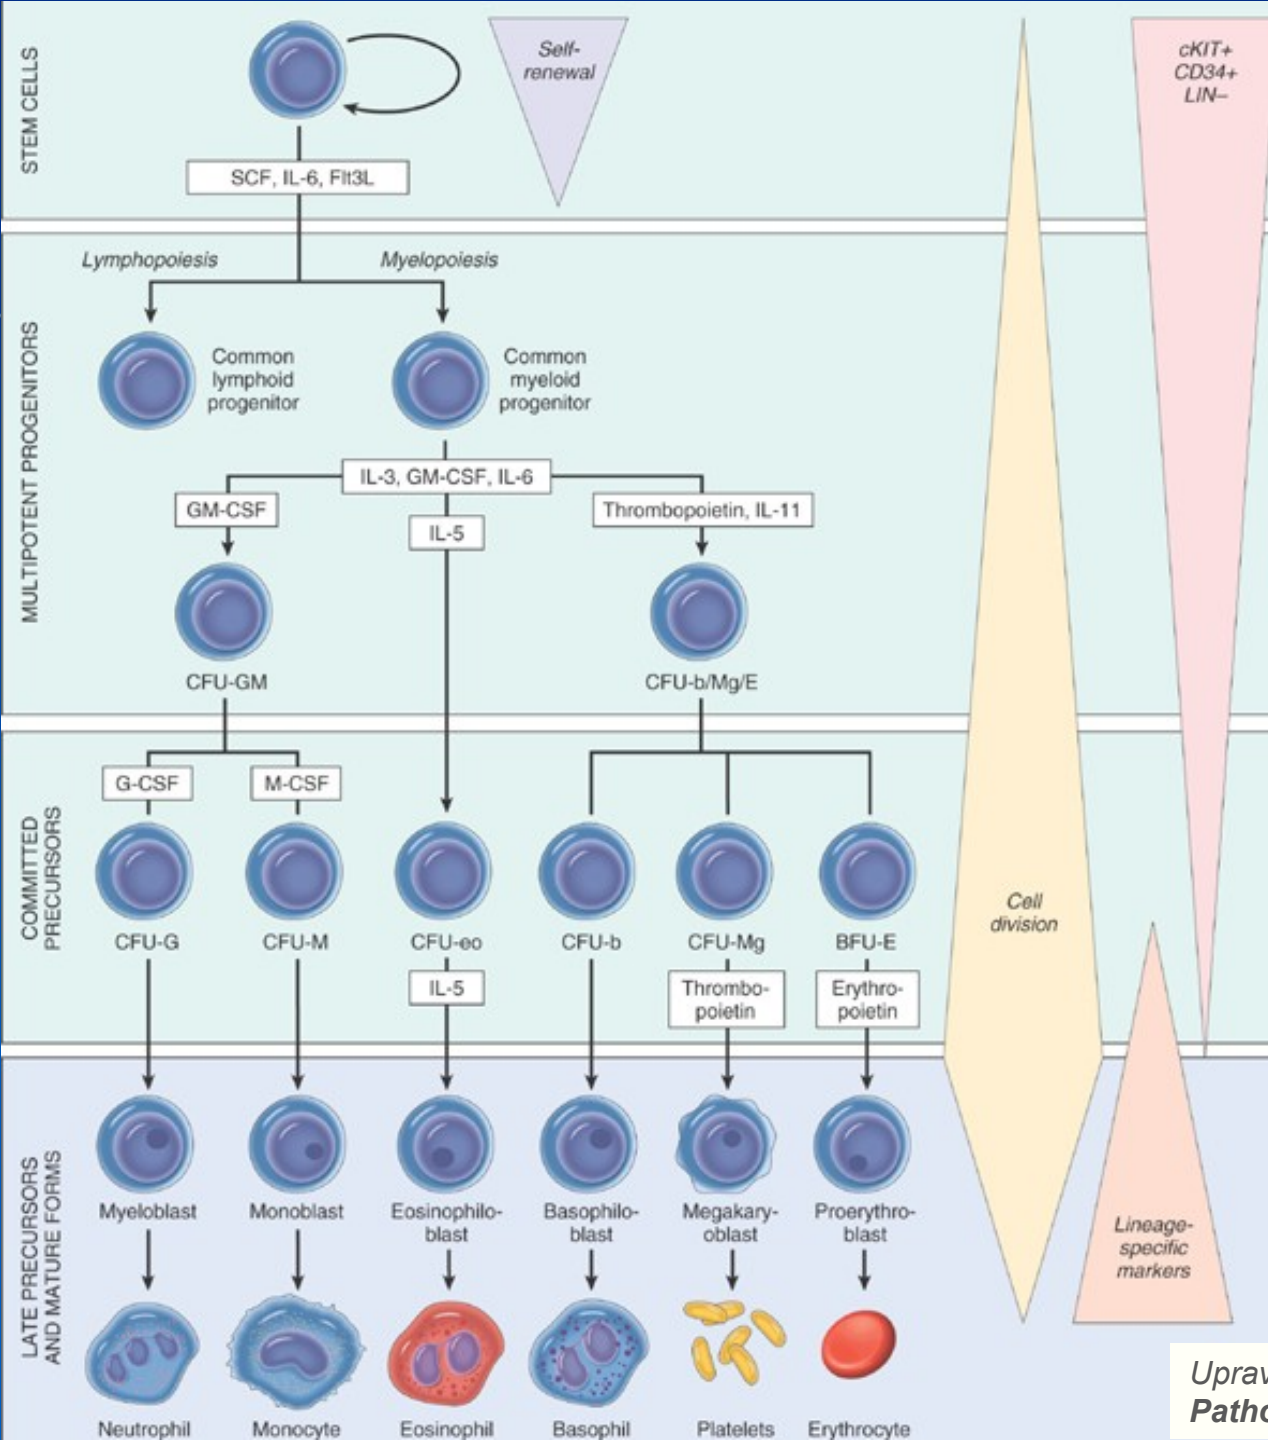 STEM CELLS
Self-
renewal
cKIT+
CD34+
LIN–
SCF, IL-6, Flt3L
MULTIPOTENT PROGENITORS
Lymphopoiesis
Myelopoiesis
Common
lymphoid
progenitor
Common
myeloid
progenitor
IL-3, GM-CSF, IL-6
GM-CSF
IL-5
Thrombopoietin, IL-11
CFU-GM
CFU-b/Mg/E
COMMITTED
PRECURSORS
G-CSF
M-CSF
CFU-G
CFU-M
CFU-eo
CFU-b
CFU-Mg
BFU-E
IL-5
Thrombo-
poietin
Erythro-
poietin
Cell
division
LATE PRECURSORS
AND MATURE FORMS
Myeloblast
Monoblast
Eosinophilo-
blast
Basophilo-
blast
Megakary-
oblast
Proerythro-
blast
Lineage-
specific
markers
Neutrophil
Monocyte
Eosinophil
Basophil
Platelets
Erythrocyte